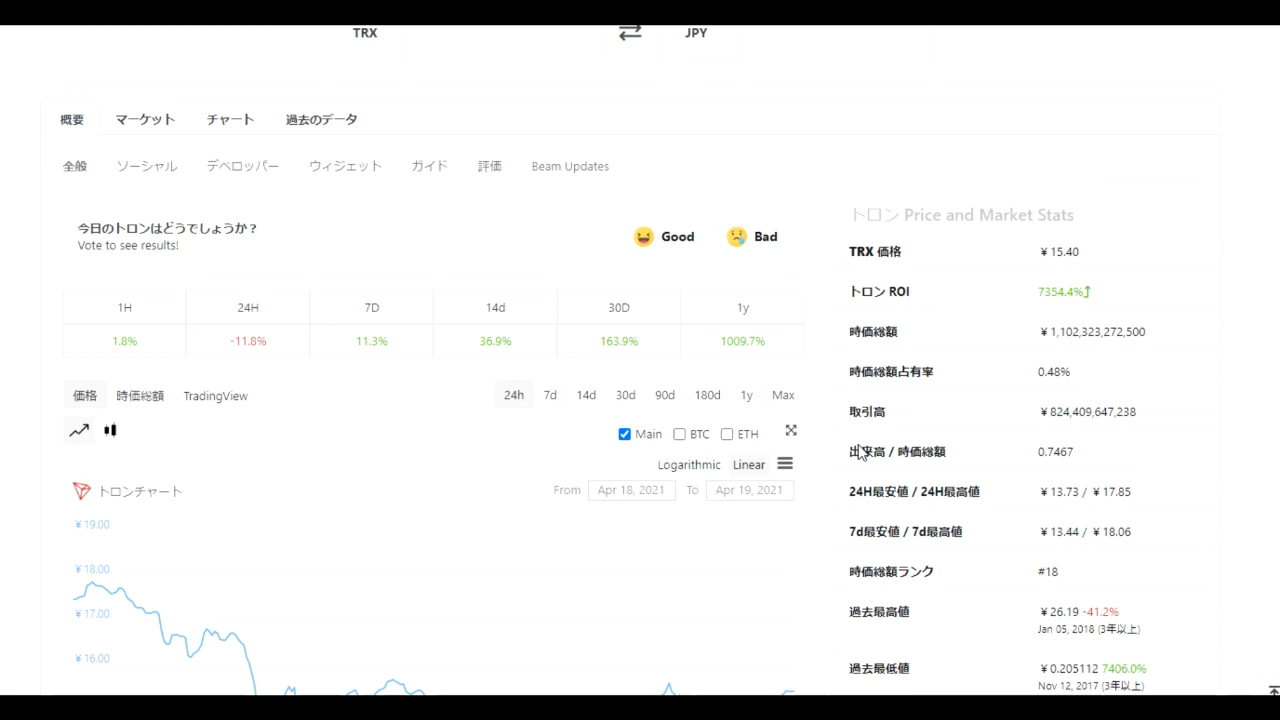 TRX JPY
概要 マーケット チャート 過去のデータ
全般 ソーシャル デベロッパー ウィジェット ガイド 評価 Beam Updates
今日のトロンはどうでしょうか？
Vote to see results!
Good Bad
1H 24H 7D 14d 30D 1y
1.8% -11.8% 11.3% 36.9% 163.9% 1009.7%
価格 時価総額 TradingView
24h 7d 14d 30d 90d 180d 1y Max
Main BTC ETH
Logarithmic Linear
トロンチャート
From Apr 18, 2021 To Apr 19, 2021
¥19.00
¥18.00
¥17.00
¥16.00
トロン Price and Market Stats
TRX 価格 ¥15.40
トロン ROI 7354.4%
時価総額 ¥1,102,323,272,500
時価総額占有率 0.48%
取引高 ¥824,409,647,238
出来高 / 時価総額 0.7467
24H最安値 / 24H最高値 ¥13.73 / ¥17.85
7d最安値 / 7d最高値 ¥13.44 / ¥18.06
時価総額ランク #18
過去最高値 ¥26.19 -41.2%
Jan 05, 2018 (3年以上)
過去最低値 ¥0.205112 7406.0%
Nov 12, 2017 (3年以上)